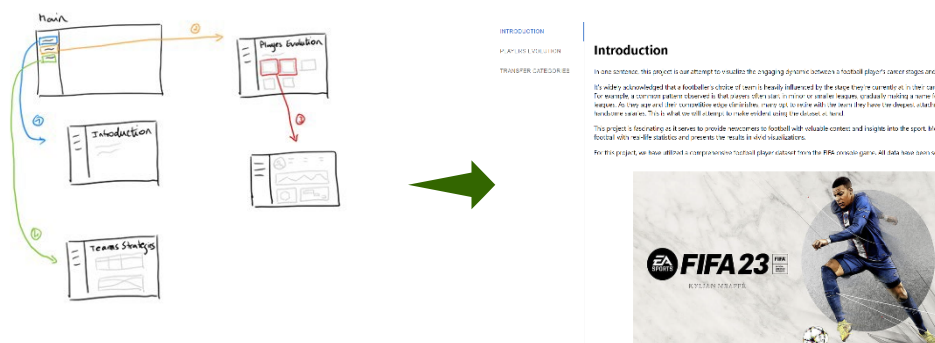 Main
Players Evolution
Introduction
Teams Strategies
INTRODUCTION
PLAYERS EVOLUTION
TRANSFER CATEGORIES
Introduction
In one sentence, this project is our attempt to visualize the engaging dynamic between a football player's career stages and
It's widely acknowledged that a footballer's choice of team is heavily influenced by the stage they're currently at in their
For example, a common pattern observed is that players often start in minor or smaller leagues, gradually making a name
leagues. As they age and their competitive edge diminishes, many opt to retire with the team they have the deepest
handsome salaries. This is what we will attempt to make evident using the dataset at hand
This project is fascinating as it serves to provide newcomers to football with valuable context and insights into the sport.
football with real-life statistics and presents the results in vivid visualizations.
For this project, we have utilized a comprehensive football player dataset from the FIFA console game. All data have been
EA
SPORTS
FIFA 23
FIFA
KYLIAN MBAPPÉ